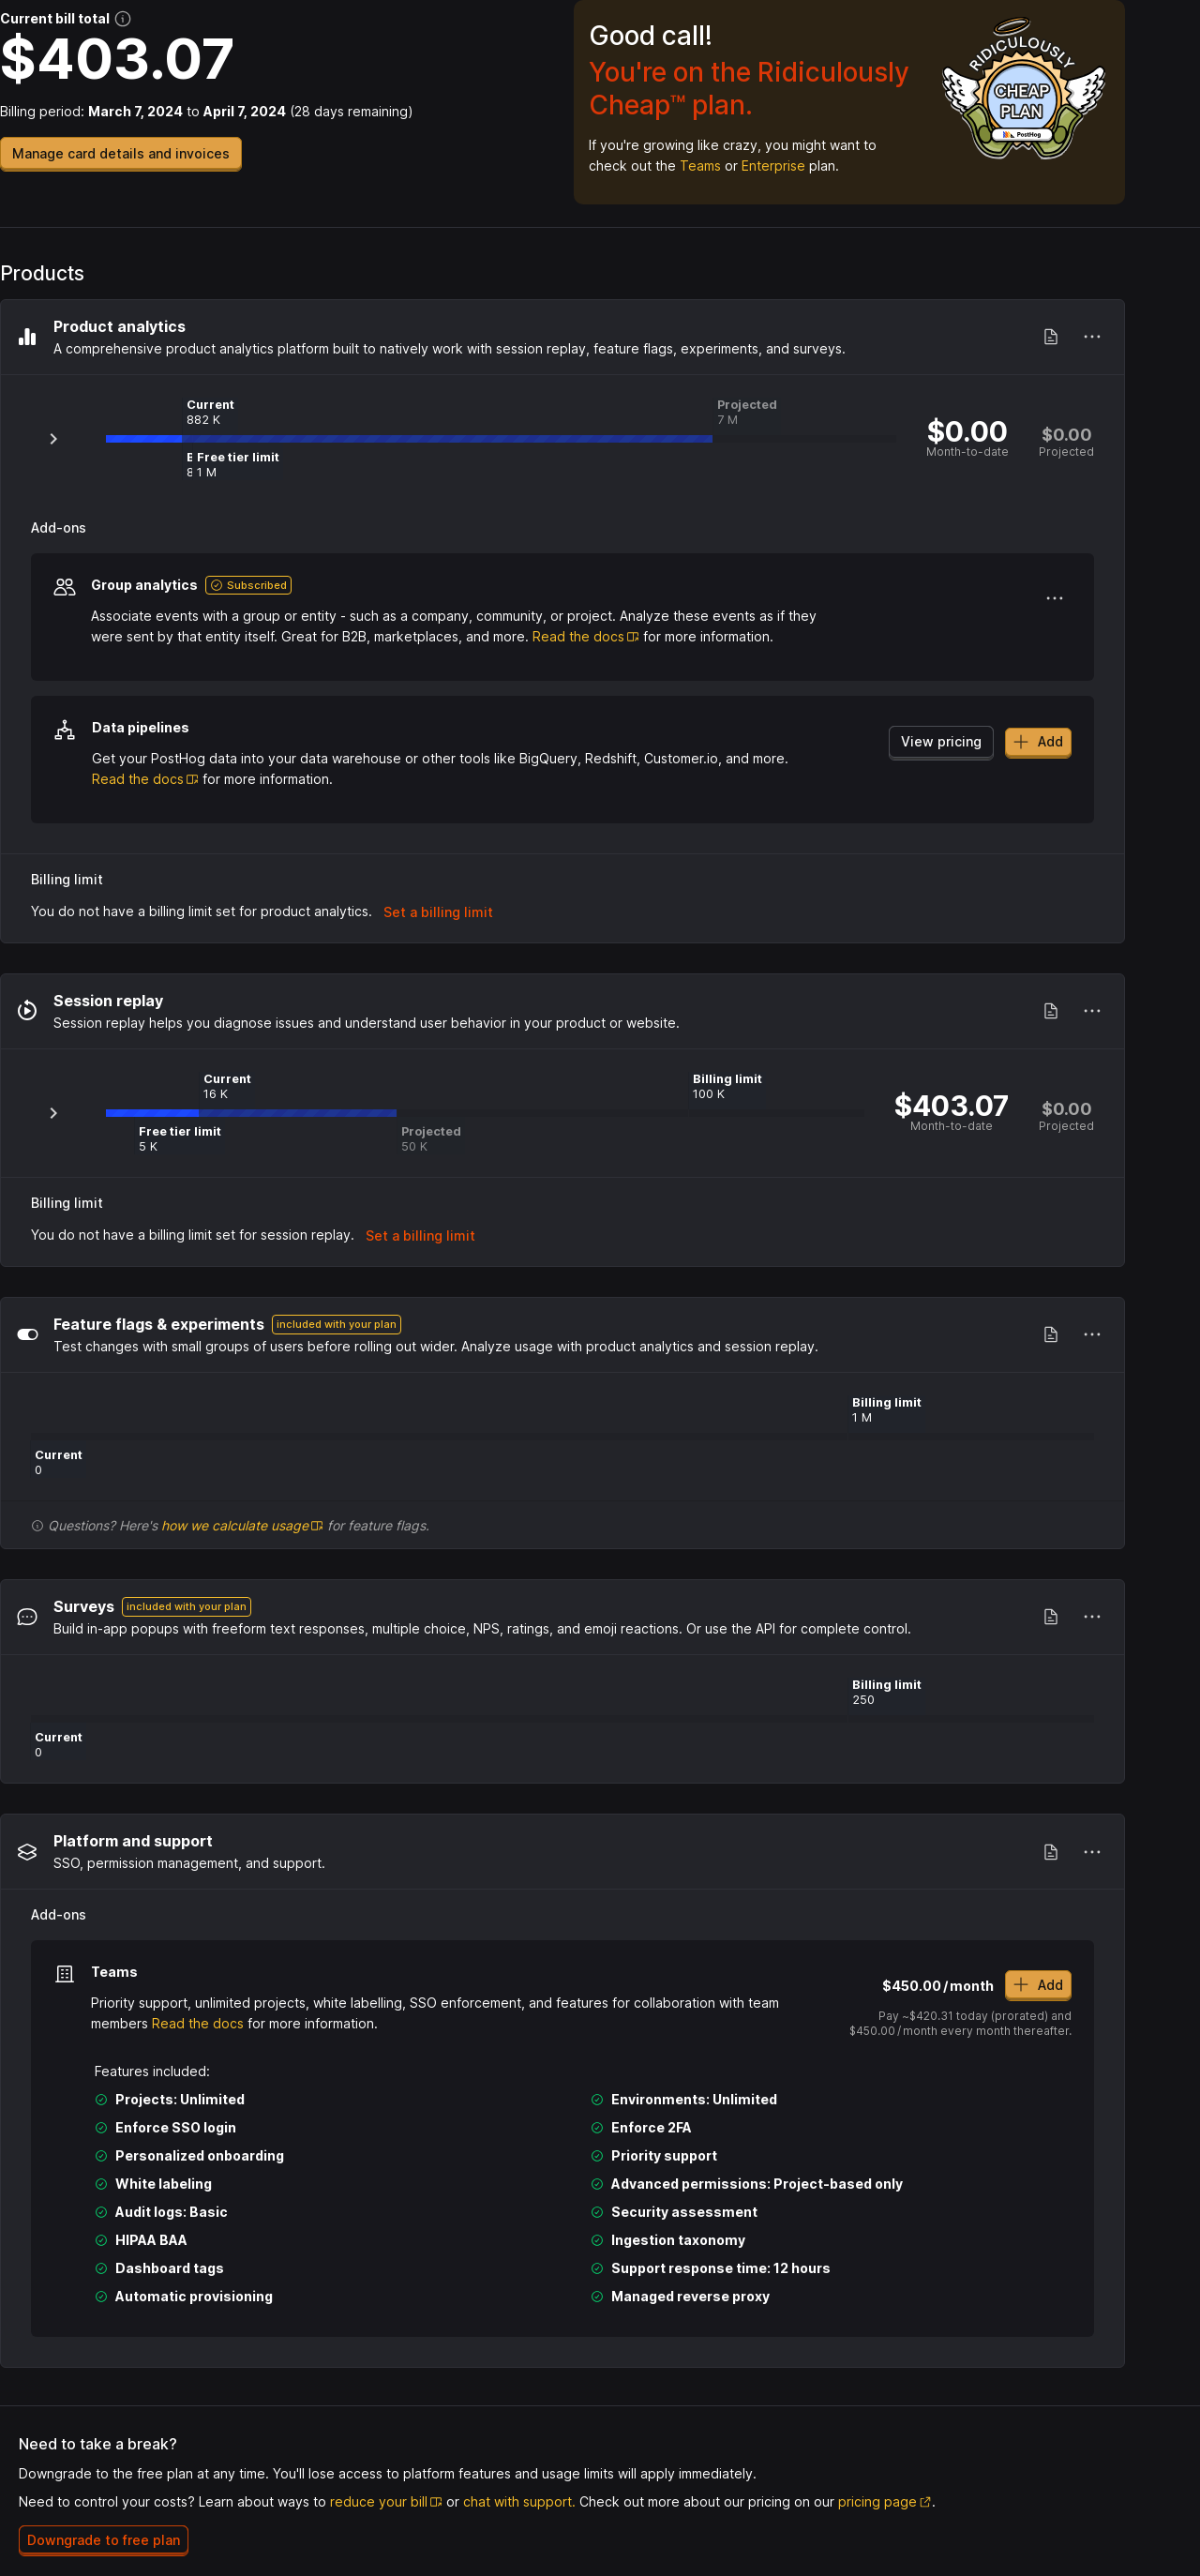 Current bill total
$403.07
Billing period: March 7, 2024 to April 7, 2024 (28 days remaining)
Manage card details and invoices
Good call!
You're on the Ridiculously
Cheap™ plan.
If you're growing like crazy, you might want to
check out the Teams or Enterprise plan.
RIDICULOUSLY
CHEAP
PLAN
PostHog
Products
Product analytics
A comprehensive product analytics platform built to natively work with session replay, feature flags, experiments, and surveys.
Current
882 K
Projected
7 M
Free tier limit
1 M
$0.00
Month-to-date
$0.00
Projected
Add-ons
Group analytics Subscribed
Associate events with a group or entity - such as a company, community, or project. Analyze these events as if they
were sent by that entity itself. Great for B2B, marketplaces, and more. Read the docs for more information.
Data pipelines
Get your PostHog data into your data warehouse or other tools like BigQuery, Redshift, Customer.io, and more.
Read the docs for more information.
View pricing
Add
Billing limit
You do not have a billing limit set for product analytics. Set a billing limit
Session replay
Session replay helps you diagnose issues and understand user behavior in your product or website.
Current
16 K
Billing limit
100 K
Free tier limit
5 K
Projected
50 K
$403.07
Month-to-date
$0.00
Projected
Billing limit
You do not have a billing limit set for session replay. Set a billing limit
Feature flags & experiments included with your plan
Test changes with small groups of users before rolling out wider. Analyze usage with product analytics and session replay.
Billing limit
1 M
Current
0
Questions? Here's how we calculate usage for feature flags.
Surveys included with your plan
Build in-app popups with freeform text responses, multiple choice, NPS, ratings, and emoji reactions. Or use the API for complete control.
Billing limit
250
Current
0
Platform and support
SSO, permission management, and support.
Add-ons
Teams
Priority support, unlimited projects, white labelling, SSO enforcement, and features for collaboration with team
members Read the docs for more information.
$450.00/month
Add
Pay ~$420.31 today (prorated) and
$450.00/month every month thereafter.
Features included:
Projects: Unlimited
Environments: Unlimited
Enforce SSO login
Enforce 2FA
Personalized onboarding
Priority support
White labeling
Advanced permissions: Project-based only
Audit logs: Basic
Security assessment
HIPAA BAA
Ingestion taxonomy
Dashboard tags
Support response time: 12 hours
Automatic provisioning
Managed reverse proxy
Need to take a break?
Downgrade to the free plan at any time. You'll lose access to platform features and usage limits will apply immediately.
Need to control your costs? Learn about ways to reduce your bill or chat with support. Check out more about our pricing on our pricing page.
Downgrade to free plan